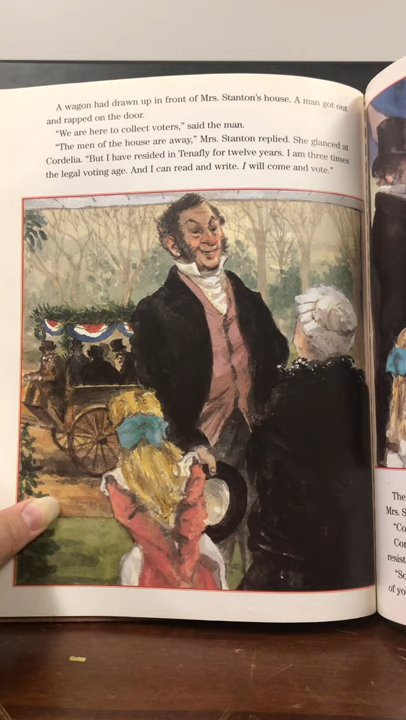 A wagon had drawn up in front of Mrs. Stanton's house. A man got out
and rapped on the door.
"We are here to collect voters," said the man.
"The men of the house are away," Mrs. Stanton replied. She glanced at
Cordelia. "But I have resided in Tenafly for twelve years. I am three times
the legal voting age. And I can read and write. I will come and vote."
The
Mrs. S
"Co
Cor
resist
"So
of yo